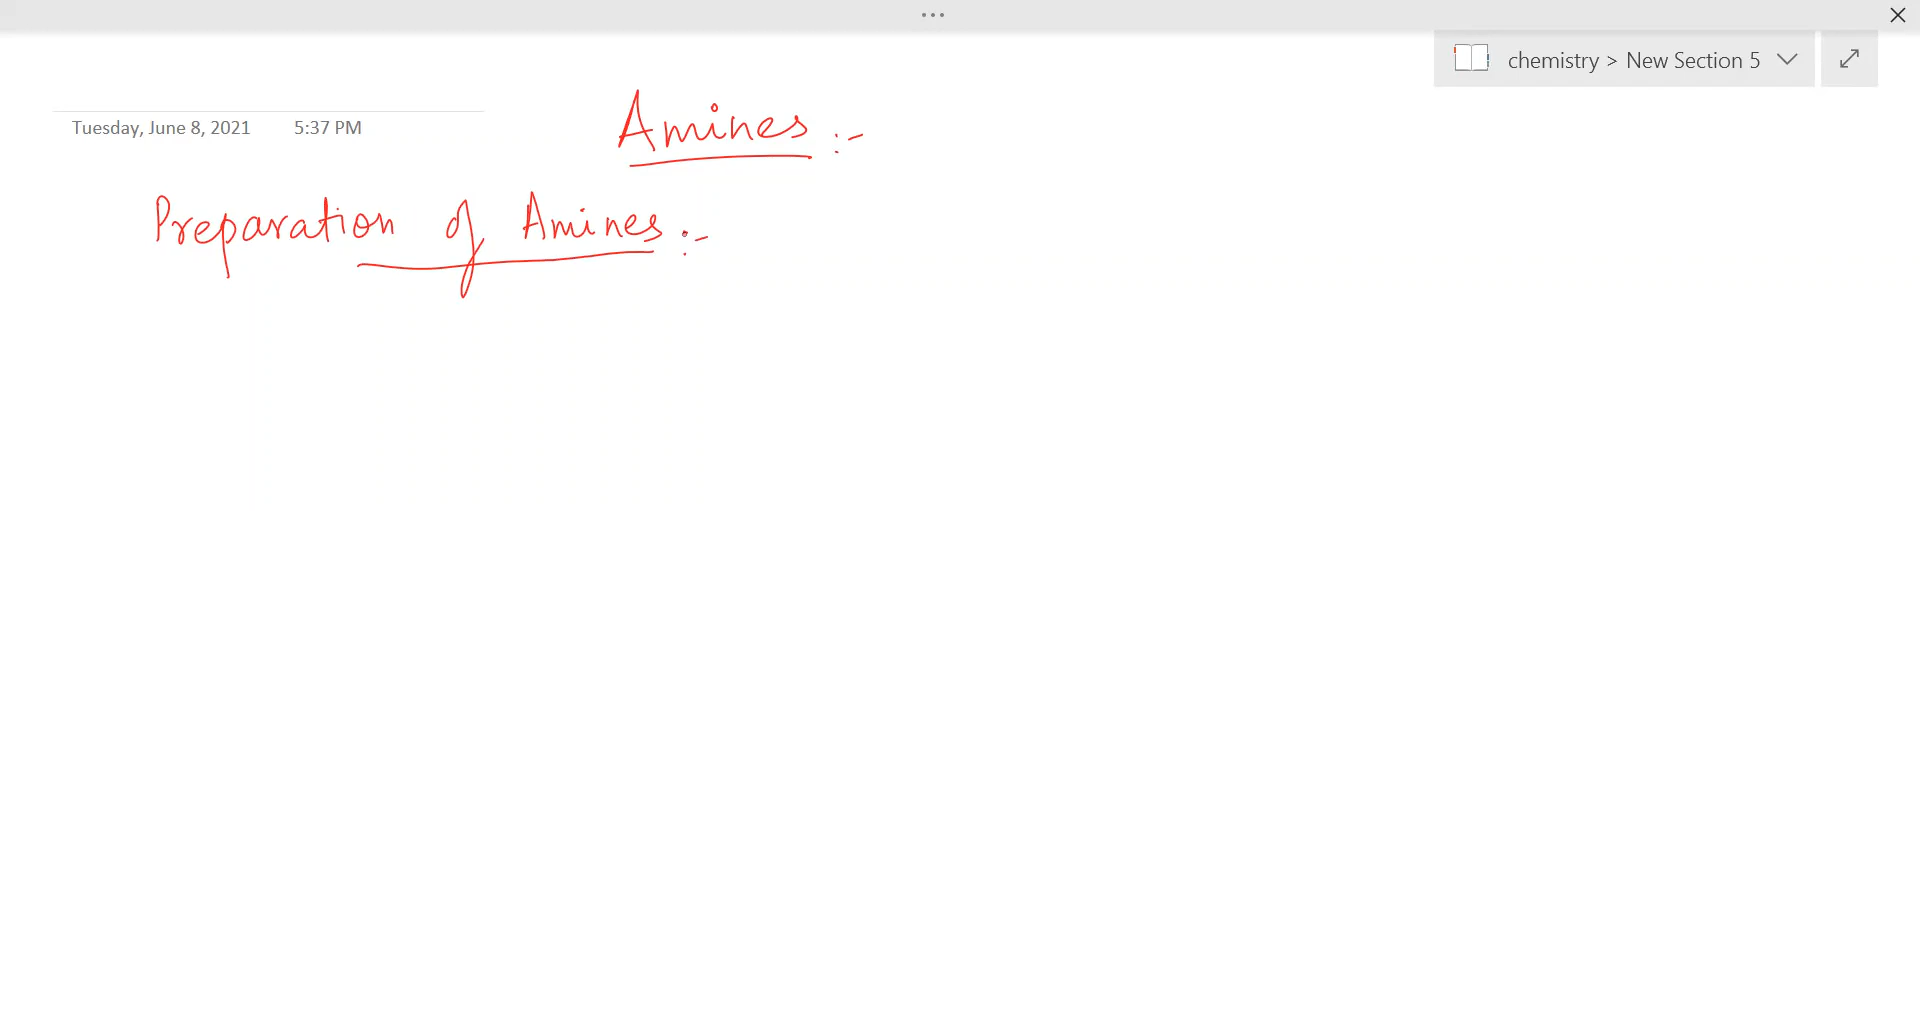 chemistry > New Section 5
Amines :-
Tuesday, June 8, 2021 5:37 PM
Preparation of Amines :-